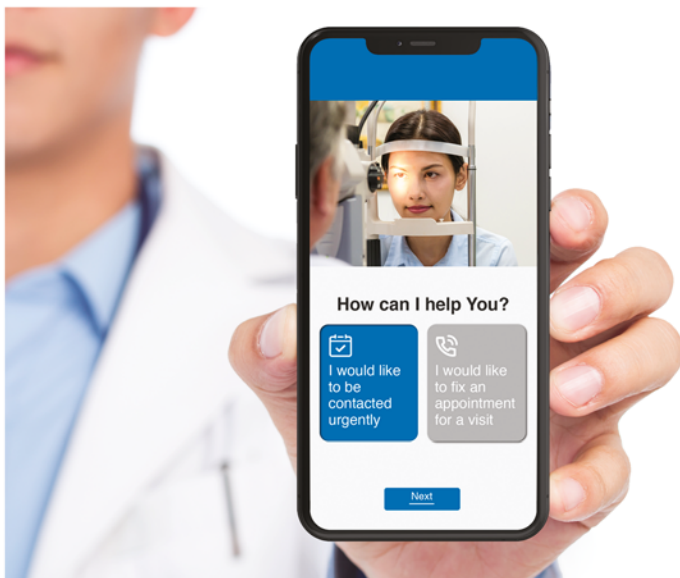 How can I help You?
I would like
to be
contacted
urgently
I would like
to fix an
appointment
for a visit
Next